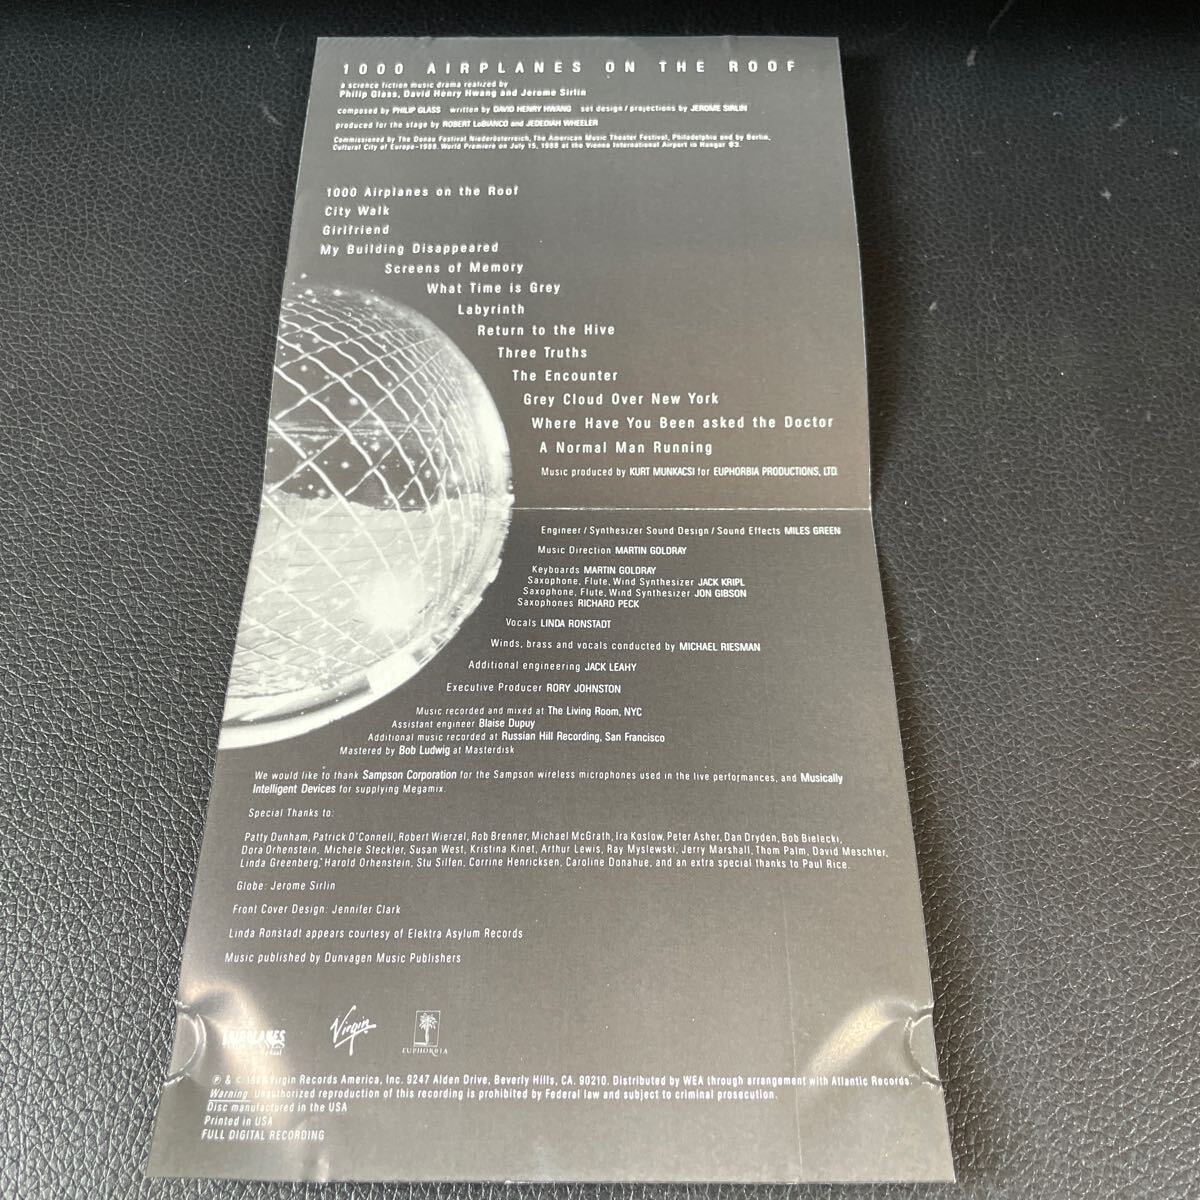 1000 AIRPLANES ON THE ROOF
a science fiction music drama realized by
Philip Glass, David Henry Hwang and Jerome Sirlin
composed by PHILIP GLASS written by DAVID HENRY HWANG set design / projections by JEROME SIRLIN
produced for the stage by ROBERT LoBIANCO and JEDEDIAH WHEELER
Commissioned by The Donau Festival Niederösterreich, The American Music Theater Festival, Philadelphia and by Berlin,
Cultural City of Europe-1988. World Premiere on July 15, 1988 at the Vienna International Airport in Hangar #3.
1000 Airplanes on the Roof
City Walk
Girlfriend
My Building Disappeared
Screens of Memory
What Time is Grey
Labyrinth
Return to the Hive
Three Truths
The Encounter
Grey Cloud Over New York
Where Have You Been asked the Doctor
A Normal Man Running
Music produced by KURT MUNKACSI for EUPHORBIA PRODUCTIONS, LTD.
Engineer / Synthesizer Sound Design / Sound Effects MILES GREEN
Music Direction MARTIN GOLDRAY
Keyboards MARTIN GOLDRAY
Saxophone, Flute, Wind Synthesizer JACK KRIPL
Saxophone, Flute, Wind Synthesizer JON GIBSON
Saxophones RICHARD PECK
Vocals LINDA RONSTADT
Winds, brass and vocals conducted by MICHAEL RIESMAN
Additional engineering JACK LEAHY
Executive Producer RORY JOHNSTON
Music recorded and mixed at The Living Room, NYC
Assistant engineer Blaise Dupuy
Additional music recorded at Russian Hill Recording, San Francisco
Mastered by Bob Ludwig at Masterdisk
We would like to thank Sampson Corporation for the Sampson wireless microphones used in the live performances, and Musically
Intelligent Devices for supplying Megamix.
Special Thanks to:
Patty Dunham, Patrick O'Connell, Robert Wierzel, Rob Brenner, Michael McGrath, Ira Koslow, Peter Asher, Dan Dryden, Bob Bielecki,
Dora Orhenstein, Michele Steckler, Susan West, Kristina Kinet, Arthur Lewis, Ray Myslewski, Jerry Marshall, Thom Palm, David Meschter,
Linda Greenberg, Harold Orhenstein, Stu Silfen, Corrine Henricksen, Caroline Donahue, and an extra special thanks to Paul Rice.
Globe: Jerome Sirlin
Front Cover Design: Jennifer Clark
Linda Ronstadt appears courtesy of Elektra Asylum Records
Music published by Dunvagen Music Publishers
AIRPLANES
Virgin
EUPHORBIA
℗ & © Virgin Records America, Inc. 9247 Alden Drive, Beverly Hills, CA. 90210. Distributed by WEA through arrangement with Atlantic Records.
Warning: Unauthorized reproduction of this recording is prohibited by Federal law and subject to criminal prosecution.
Disc manufactured in the USA
Printed in USA
FULL DIGITAL RECORDING